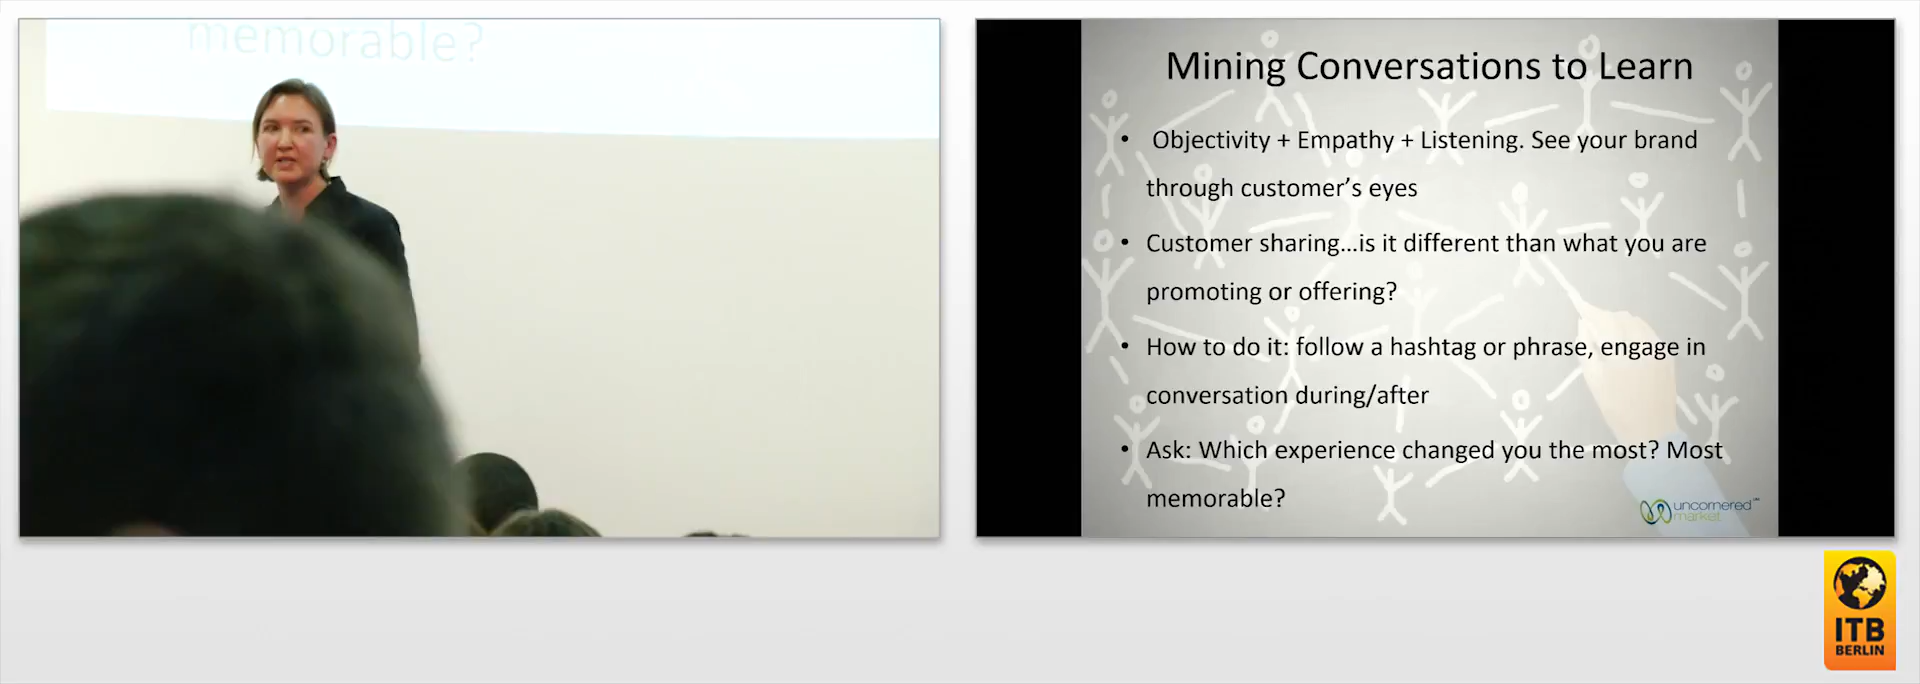 memorable?
Mining Conversations to Learn
• Objectivity + Empathy + Listening. See your brand
through customer’s eyes
• Customer sharing...is it different than what you are
promoting or offering?
• How to do it: follow a hashtag or phrase, engage in
conversation during/after
• Ask: Which experience changed you the most? Most
memorable?
uncornered
market
ITB
BERLIN